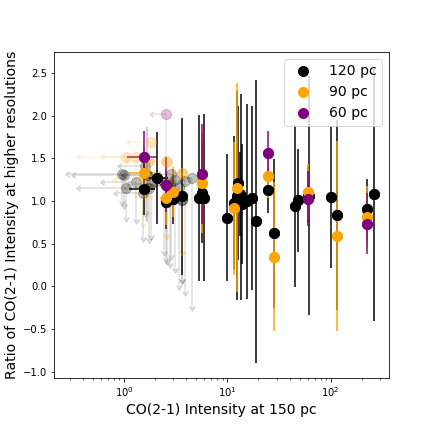 Ratio of CO(2-1) Intensity at higher resolutions
2.5
2.0
1.5
1.0
0.5
0.0
−0.5
−1.0
120 pc
90 pc
60 pc
10⁰
10¹
10²
CO(2-1) Intensity at 150 pc